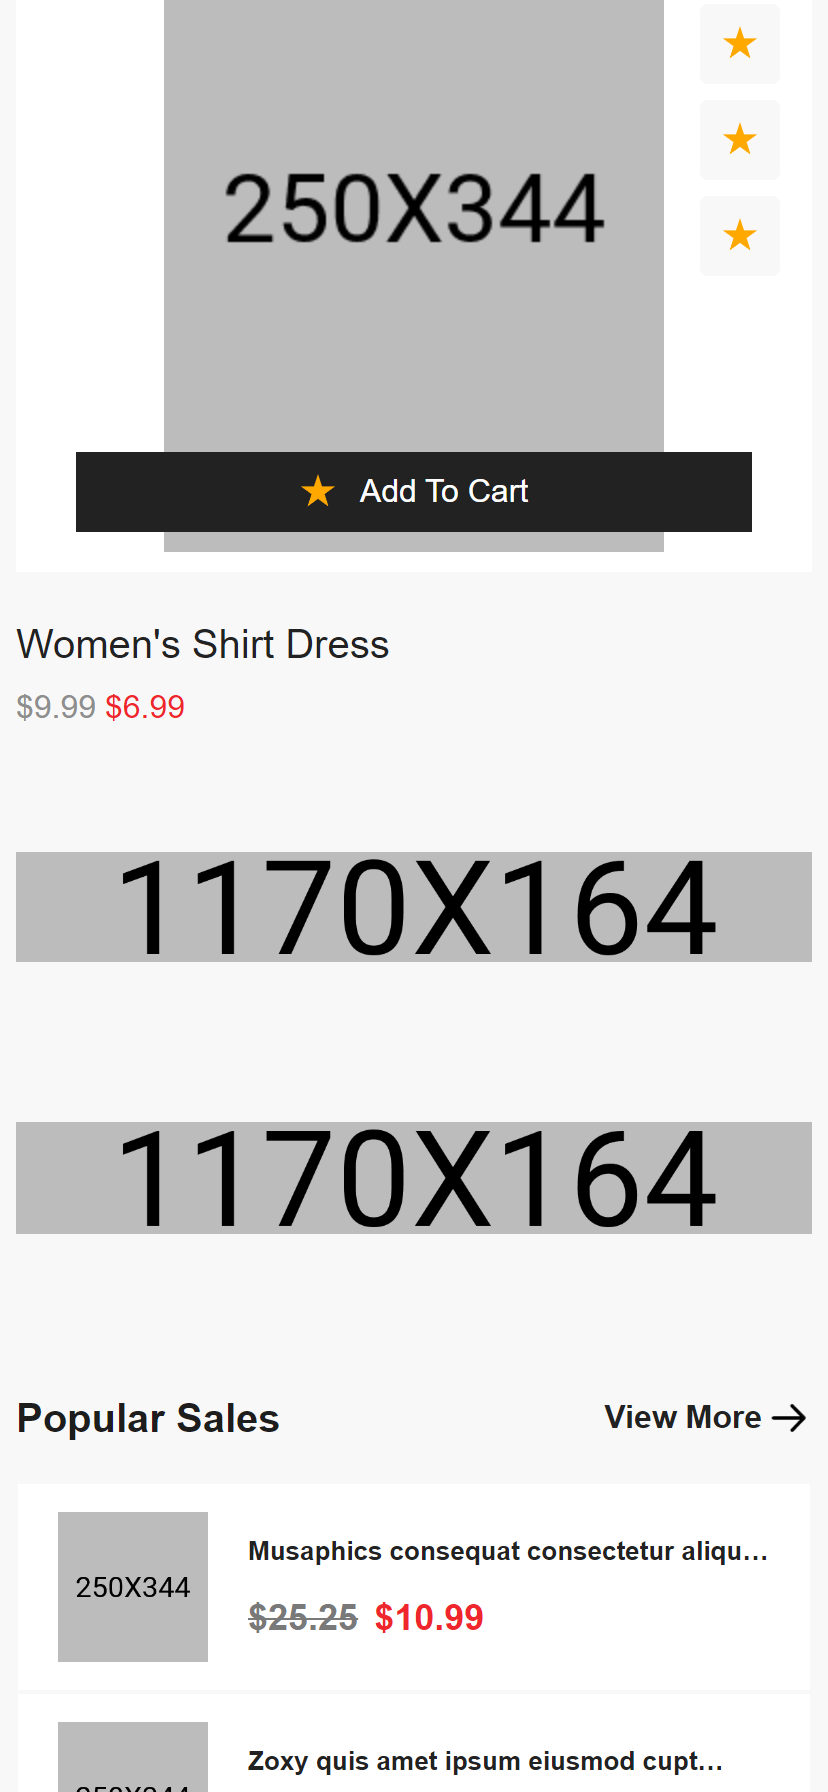 250X344
Add To Cart
Women's Shirt Dress
$9.99 $6.99
1170X164
1170X164
Popular Sales
View More
250X344
Musaphics consequat consectetur aliqu...
$25.25 $10.99
Zoxy quis amet ipsum eiusmod cupt...